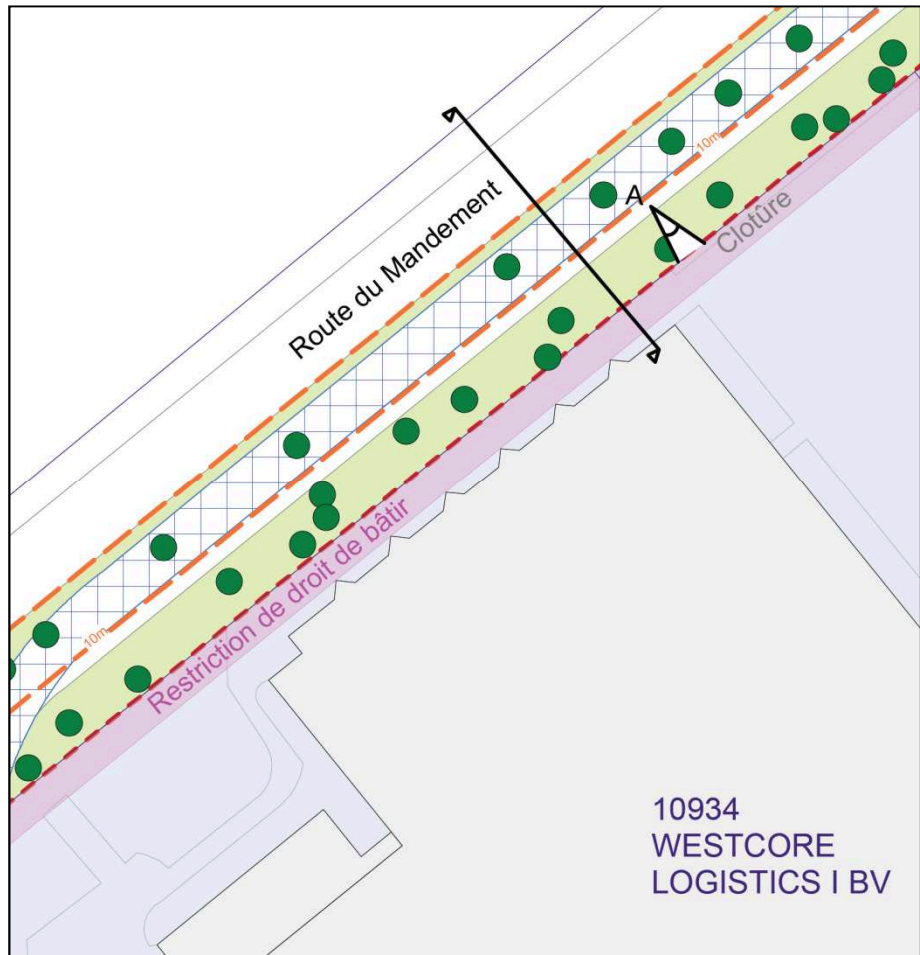 10m
A
Route du Mandement
Clotûre
Restriction de droit de bâtir
10m
10934
WESTCORE
LOGISTICS I BV